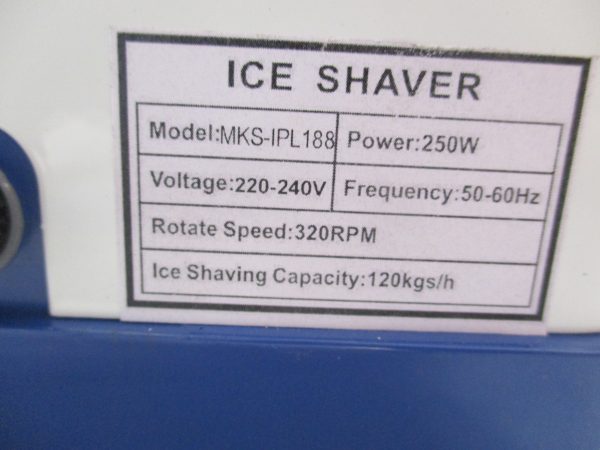 ICE SHAVER
Model:MKS-IPL188 Power:250W
Voltage:220-240V Frequency:50-60Hz
Rotate Speed:320RPM
Ice Shaving Capacity:120kgs/h